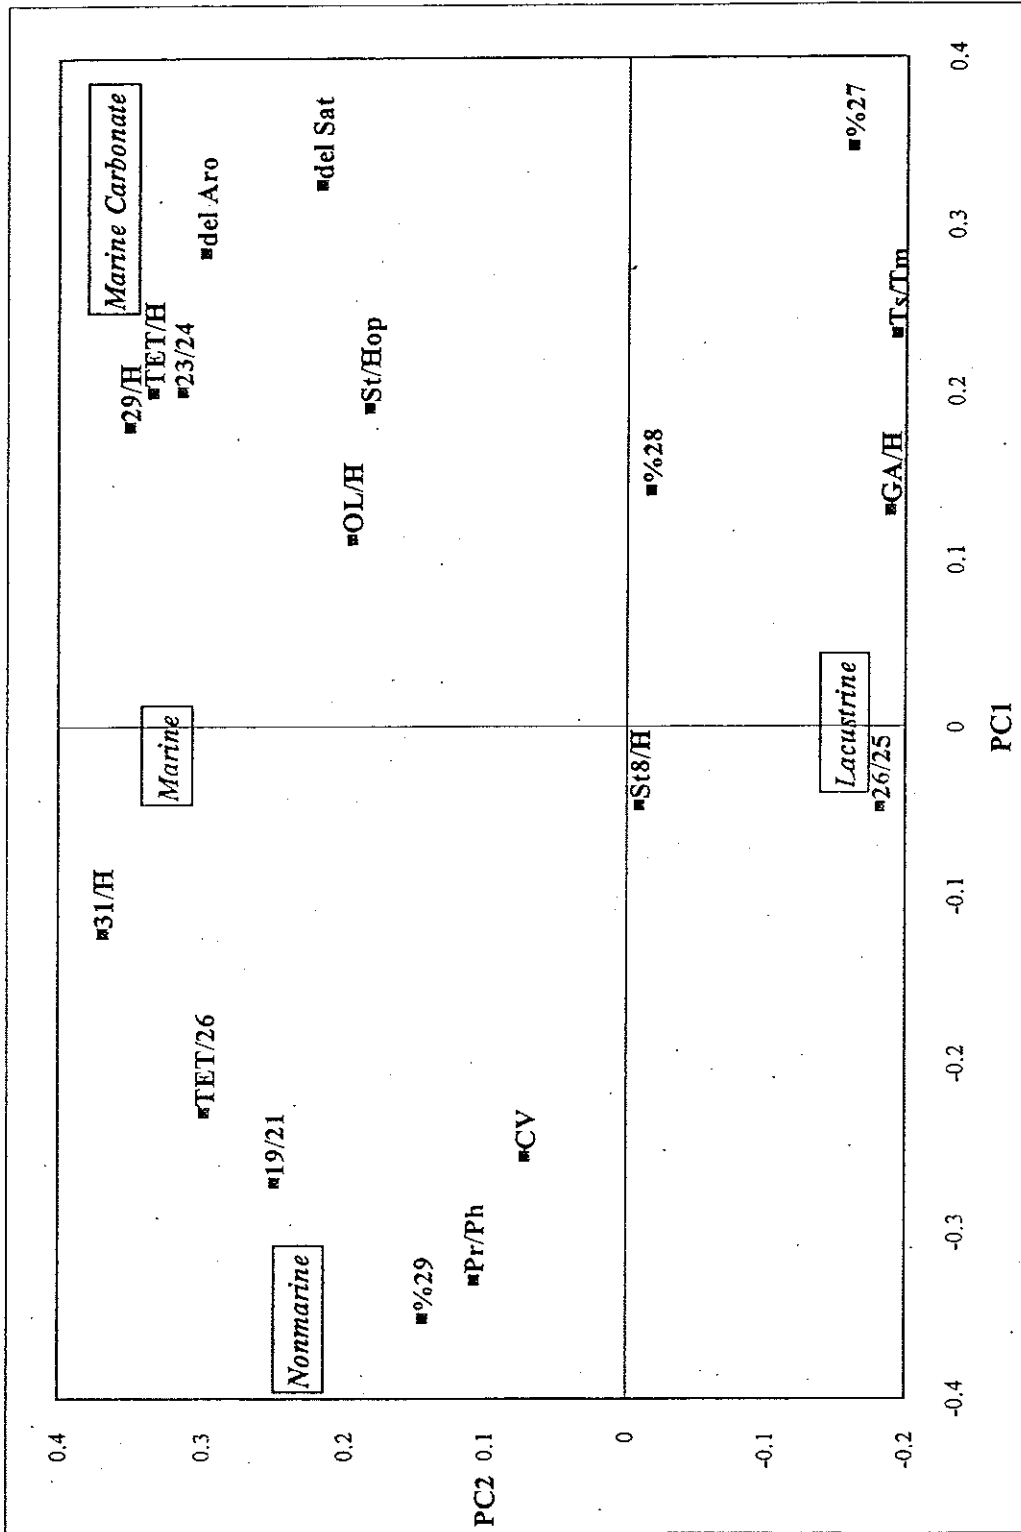 0.4
0.3
0.2
PC2 0.1
0
-0.1
-0.2
Marine Carbonate
Marine
Nonmarine
Lacustrine
31/H
29/H
TET/H
23/24
TET/26
del Aro
19/21
del Sat
OL/H
St/Hop
%29
Pr/Ph
CV
St8/H
%28
%27
26/25
GA/H
Ts/Tm
-0.4
-0.3
-0.2
-0.1
0
0.1
0.2
0.3
0.4
PC1